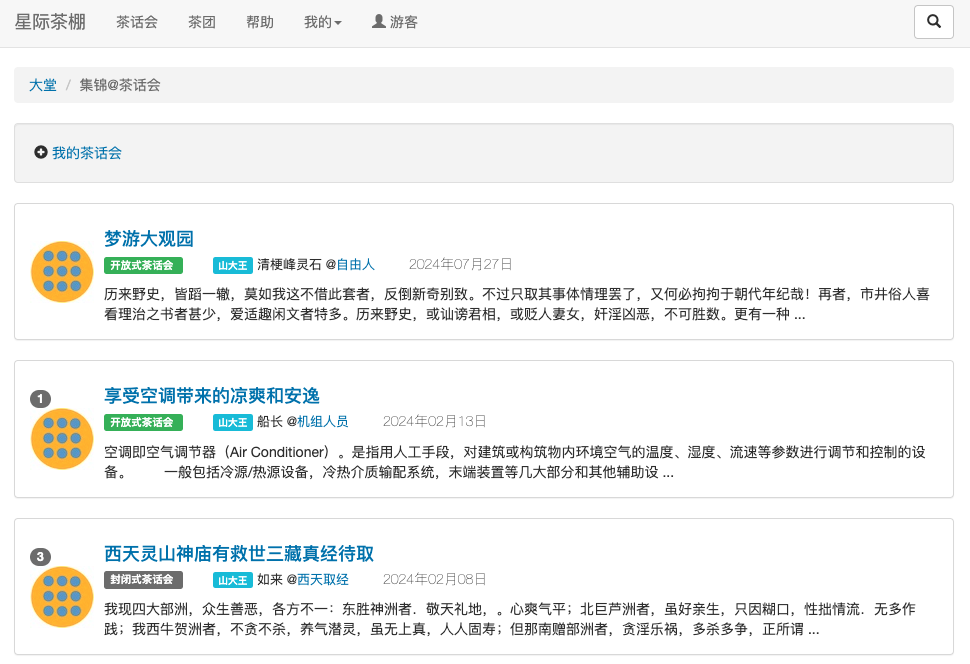 星际茶棚 茶话会 茶团 帮助 我的 游客
大堂 / 集锦@茶话会
我的茶话会
梦游大观园
开放式茶话会 山大王 清梗峰灵石 @自由人 2024年07月27日
历来野史，皆蹈一辙，莫如我这不借此套者，反倒新奇别致。不过只取其事体情理罢了，又何必拘拘于朝代年纪哉！再者，市井俗人喜
看理治之书者甚少，爱适趣闲文者特多。历来野史，或讪谤君相，或贬人妻女，奸淫凶恶，不可胜数。更有一种 ...
1
享受空调带来的凉爽和安逸
开放式茶话会 山大王 船长 @机组人员 2024年02月13日
空调即空气调节器（Air Conditioner）。是指用人工手段，对建筑或构筑物内环境空气的温度、湿度、流速等参数进行调节和控制的设
备。 一般包括冷源/热源设备，冷热介质输配系统，末端装置等几大部分和其他辅助设 ...
3
西天灵山神庙有救世三藏真经待取
封闭式茶话会 山大王 如来 @西天取经 2024年02月08日
我现四大部洲，众生善恶，各方不一：东胜神洲者．敬天礼地，。心爽气平；北巨芦洲者，虽好亲生，只因糊口，性拙情流．无多作
践；我西牛贺洲者，不贪不杀，养气潜灵，虽无上真，人人固寿；但那南赠部洲者，贪淫乐祸，多杀多争，正所谓 ...